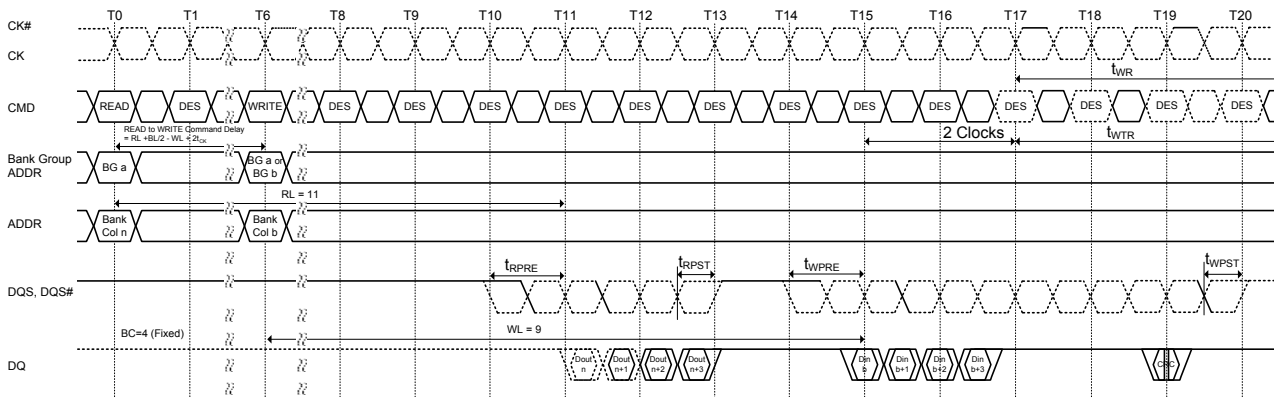 T0 T1 T6 T8 T9 T10 T11 T12 T13 T14 T15 T16 T17 T18 T19 T20
CK#
CK
tWR
CMD READ DES WRITE DES DES DES DES DES DES DES DES DES DES DES DES DES
READ to WRITE Command Delay
= RL +BL/2 - WL + 2tCK
2 Clocks
tWTR
Bank Group
ADDR
BG a
BG a or
BG b
RL = 11
ADDR
Bank
Col n
Bank
Col b
tRPRE tRPST tWPRE tWPST
DQS, DQS#
BC=4 (Fixed)
WL = 9
DQ
Dout
n
Dout
n+1
Dout
n+2
Dout
n+3
Din
b
Din
b+1
Din
b+2
Din
b+3
CRC